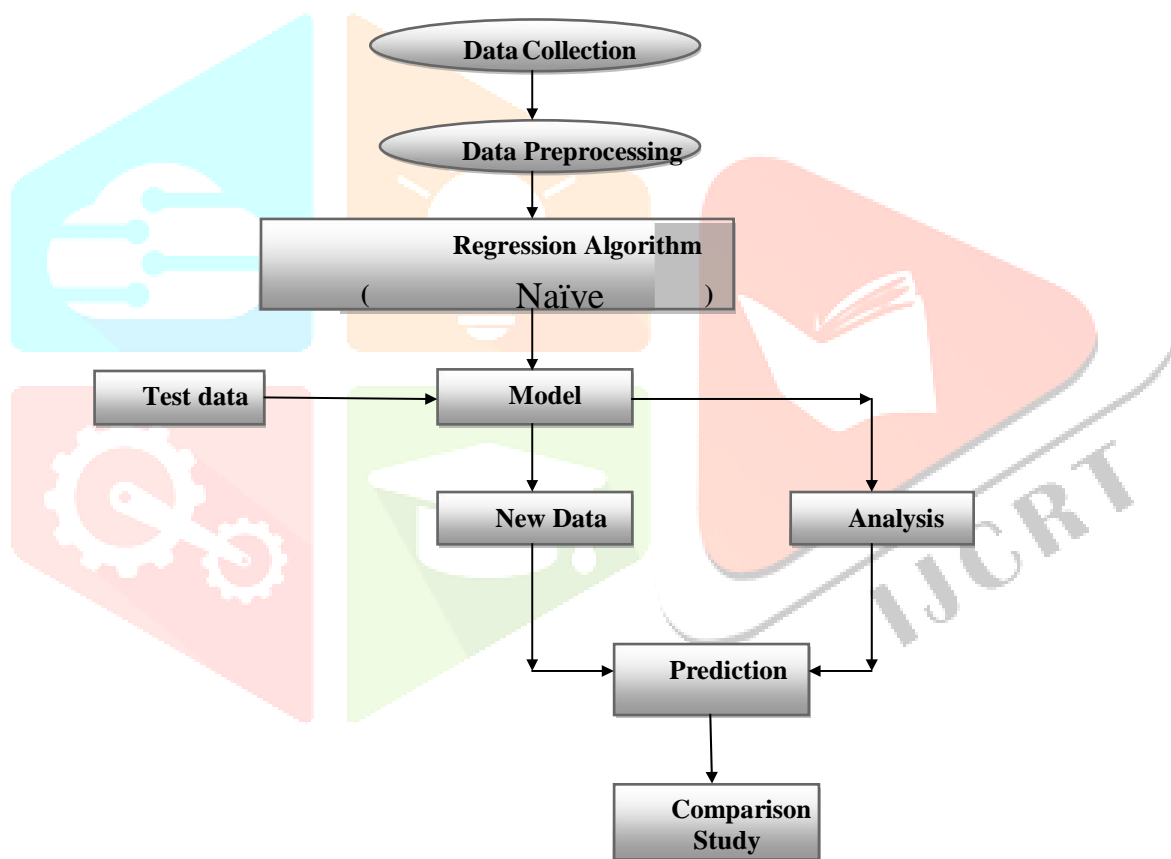 Data Collection
Data Preprocessing
Regression Algorithm
( Naïve )
Test data
Model
New Data
Analysis
IJCRT
Prediction
Comparison
Study